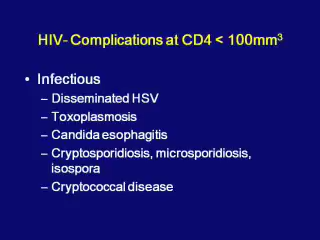 HIV- Complications at CD4 < 100mm³
• Infectious
– Disseminated HSV
– Toxoplasmosis
– Candida esophagitis
– Cryptosporidiosis, microsporidiosis,
isospora
– Cryptococcal disease